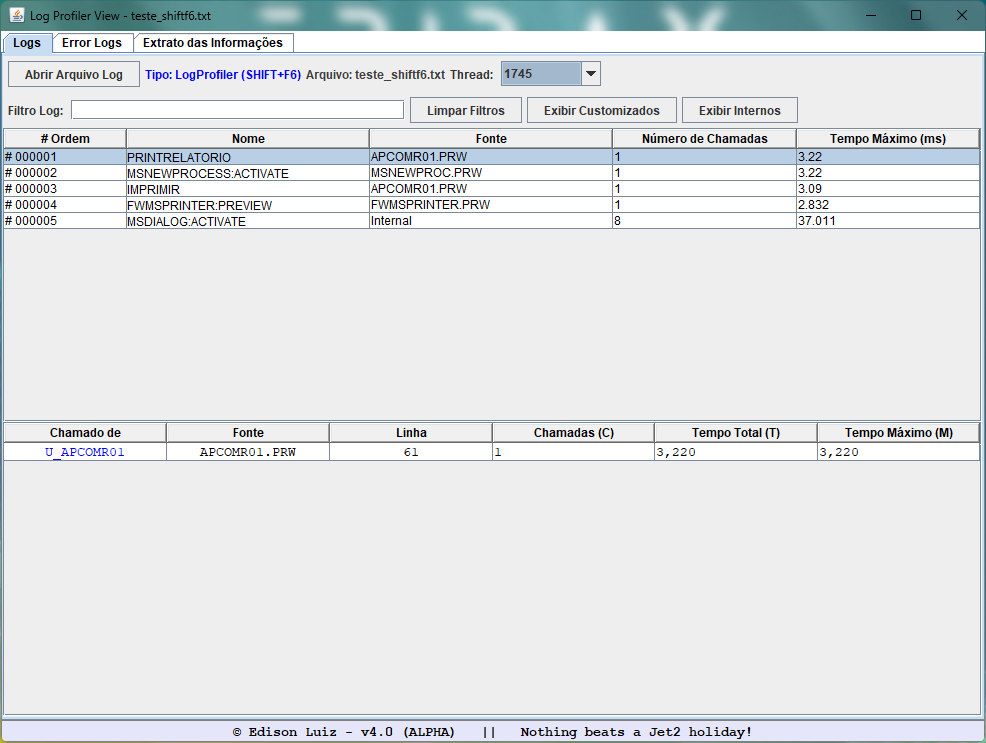 Log Profiler View - teste_shiftf6.txt
Logs Error Logs Extrato das Informações
Abrir Arquivo Log Tipo: LogProfiler (SHIFT+F6) Arquivo: teste_shiftf6.txt Thread: 1745
Filtro Log: Limpar Filtros Exibir Customizados Exibir Internos
# Ordem Nome Fonte Número de Chamadas Tempo Máximo (ms)
# 000001 PRINTRELATORIO APCOMR01.PRW 1 3.22
# 000002 MSNEWPROCESS:ACTIVATE MSNEWPROC.PRW 1 3.22
# 000003 IMPRIMIR APCOMR01.PRW 1 3.09
# 000004 FWMSPRINTER:PREVIEW FWMSPRINTER.PRW 1 2.832
# 000005 MSDIALOG:ACTIVATE Internal 8 37.011
Chamado de Fonte Linha Chamadas (C) Tempo Total (T) Tempo Máximo (M)
U_APCOMR01 APCOMR01.PRW 61 1 3,220 3,220
© Edison Luiz - v4.0 (ALPHA) || Nothing beats a Jet2 holiday!